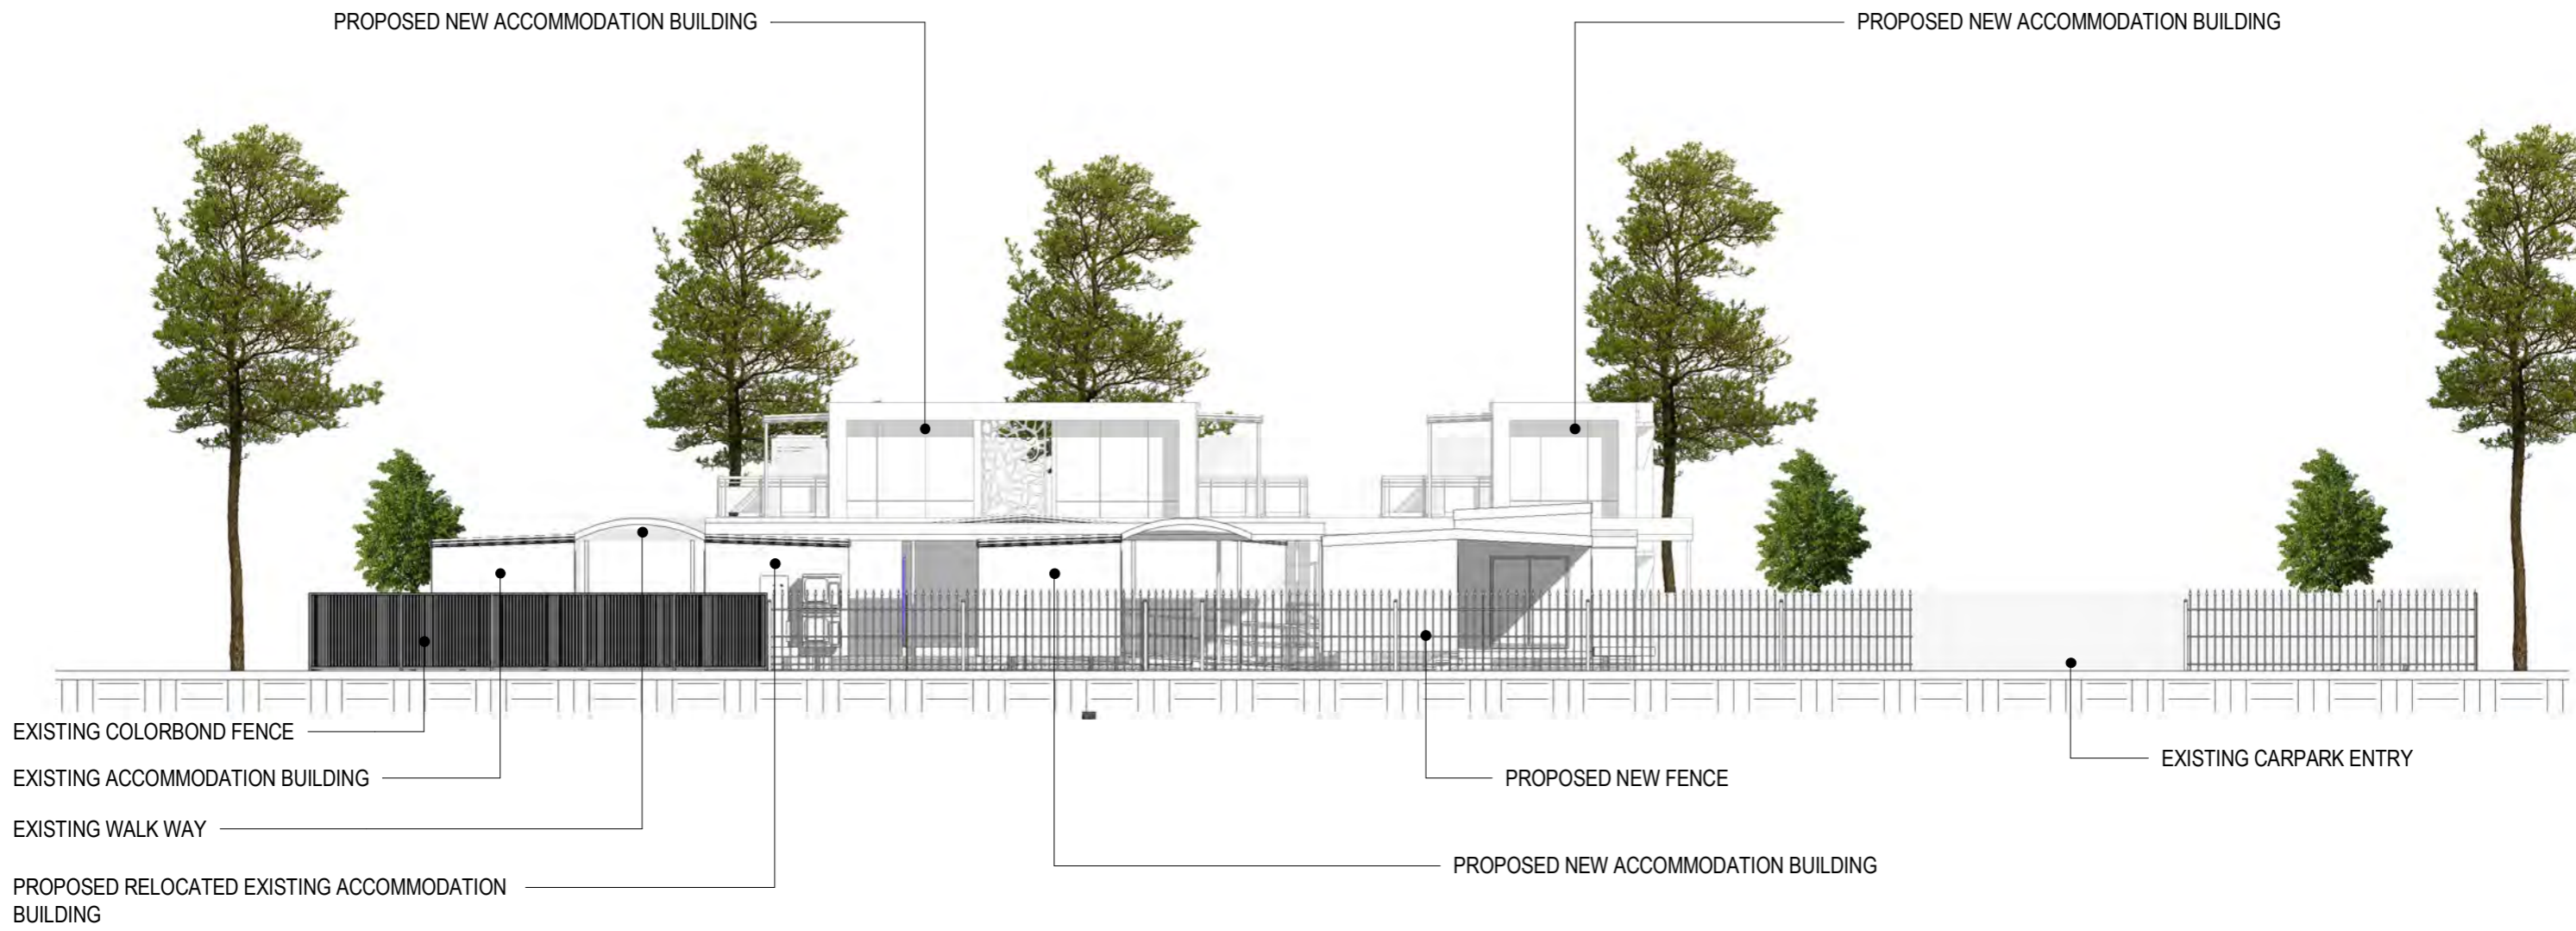 PROPOSED NEW ACCOMMODATION BUILDING
PROPOSED NEW ACCOMMODATION BUILDING
EXISTING COLORBOND FENCE
EXISTING CARPARK ENTRY
EXISTING ACCOMMODATION BUILDING
PROPOSED NEW FENCE
EXISTING WALK WAY
PROPOSED NEW ACCOMMODATION BUILDING
PROPOSED RELOCATED EXISTING ACCOMMODATION
BUILDING